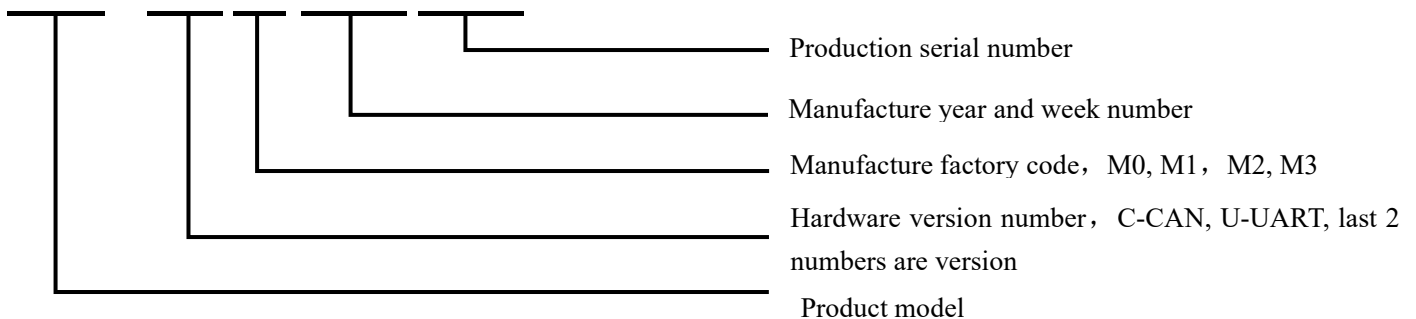 Production serial number
Manufacture year and week number
Manufacture factory code，M0, M1，M2, M3
Hardware version number，C-CAN, U-UART, last 2
numbers are version
Product model